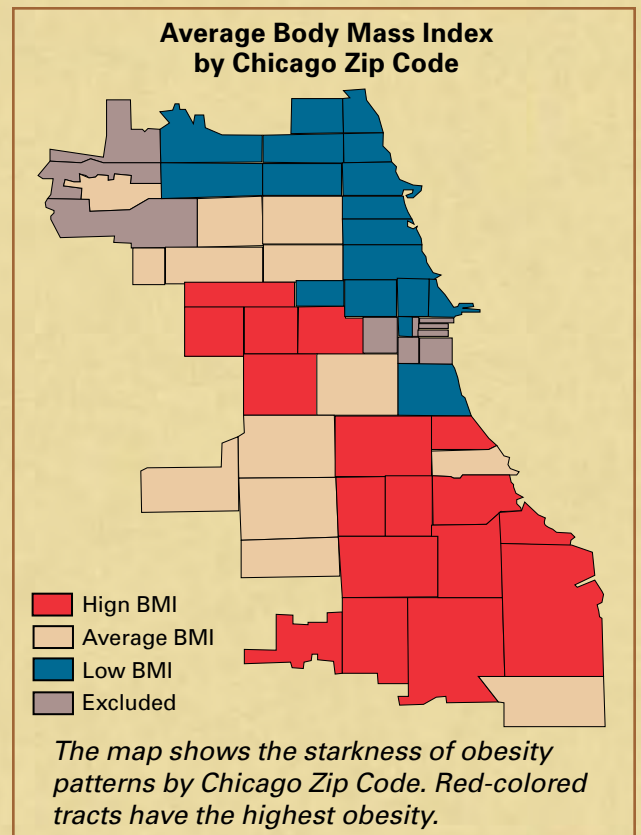 Average Body Mass Index
by Chicago Zip Code
Hign BMI
Average BMI
Low BMI
Excluded
The map shows the starkness of obesity
patterns by Chicago Zip Code. Red-colored
tracts have the highest obesity.